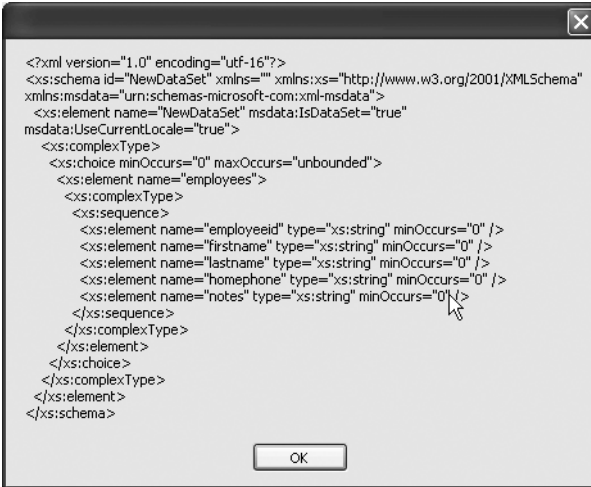 <?xml version="1.0" encoding="utf-16"?>
<xs:schema id="NewDataSet" xmlns="" xmlns:xs="http://www.w3.org/2001/XMLSchema"
xmlns:msdata="urn:schemas-microsoft-com:xml-msdata">
<xs:element name="NewDataSet" msdata:IsDataSet="true"
msdata:UseCurrentLocale="true">
<xs:complexType>
<xs:choice minOccurs="0" maxOccurs="unbounded">
<xs:element name="employees">
<xs:complexType>
<xs:sequence>
<xs:element name="employeeid" type="xs:string" minOccurs="0" />
<xs:element name="firstname" type="xs:string" minOccurs="0" />
<xs:element name="lastname" type="xs:string" minOccurs="0" />
<xs:element name="homephone" type="xs:string" minOccurs="0" />
<xs:element name="notes" type="xs:string" minOccurs="0" />
</xs:sequence>
</xs:complexType>
</xs:element>
</xs:choice>
</xs:complexType>
</xs:element>
</xs:schema>
OK